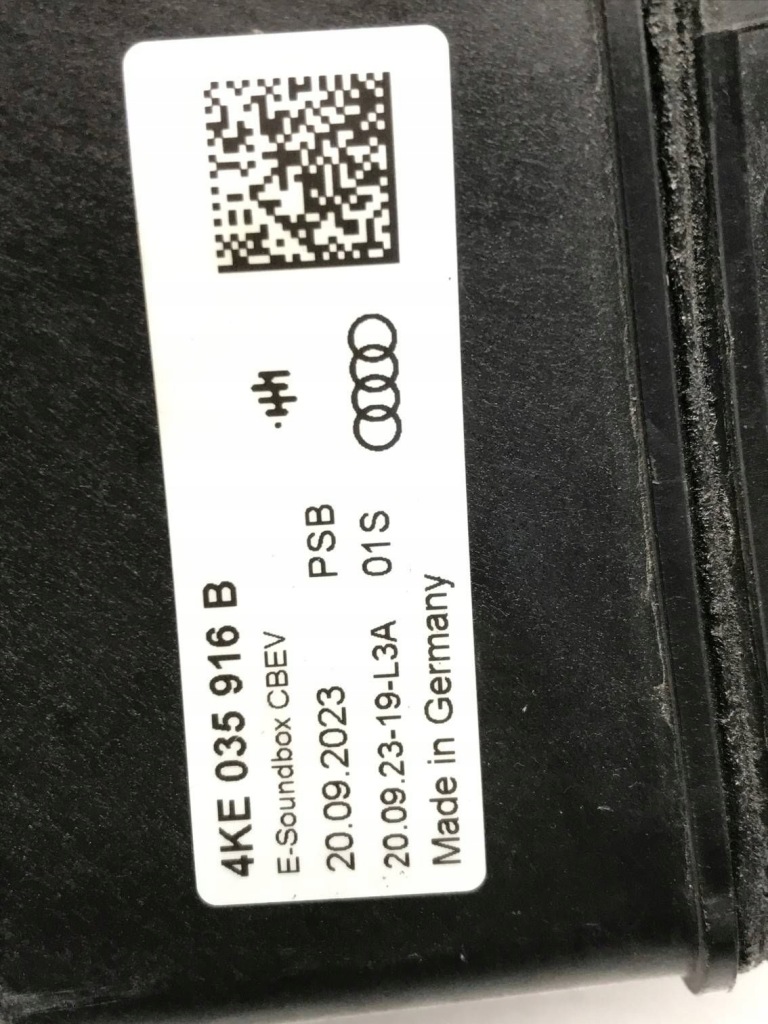 4KE 035 916 B
E-Soundbox CBEV
20.09.2023 PSB
20.09.23-19-L3A 01S
Made in Germany